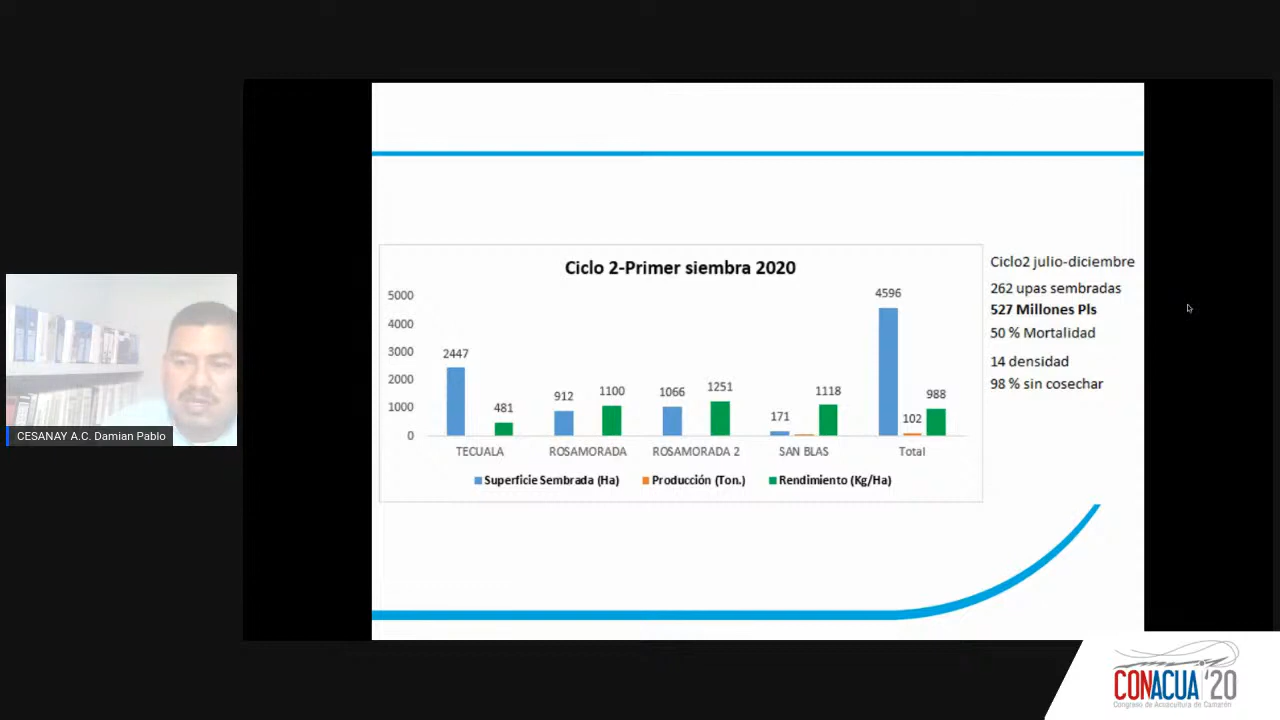 Ciclo 2-Primer siembra 2020
5000
4000
3000
2000
1000
0
2447
481
912
1100
1066
1251
171
1118
4596
102
988
TECUALA
ROSAMORADA
ROSAMORADA 2
SAN BLAS
Total
Superficie Sembrada (Ha)
Producción (Ton.)
Rendimiento (Kg/Ha)
Ciclo2 julio-diciembre
262 upas sembradas
527 Millones Pls
50 % Mortalidad
14 densidad
98 % sin cosechar
CESANAY A.C. Damian Pablo
CONACUA '20
Congreso de Acuacultura de Camarón